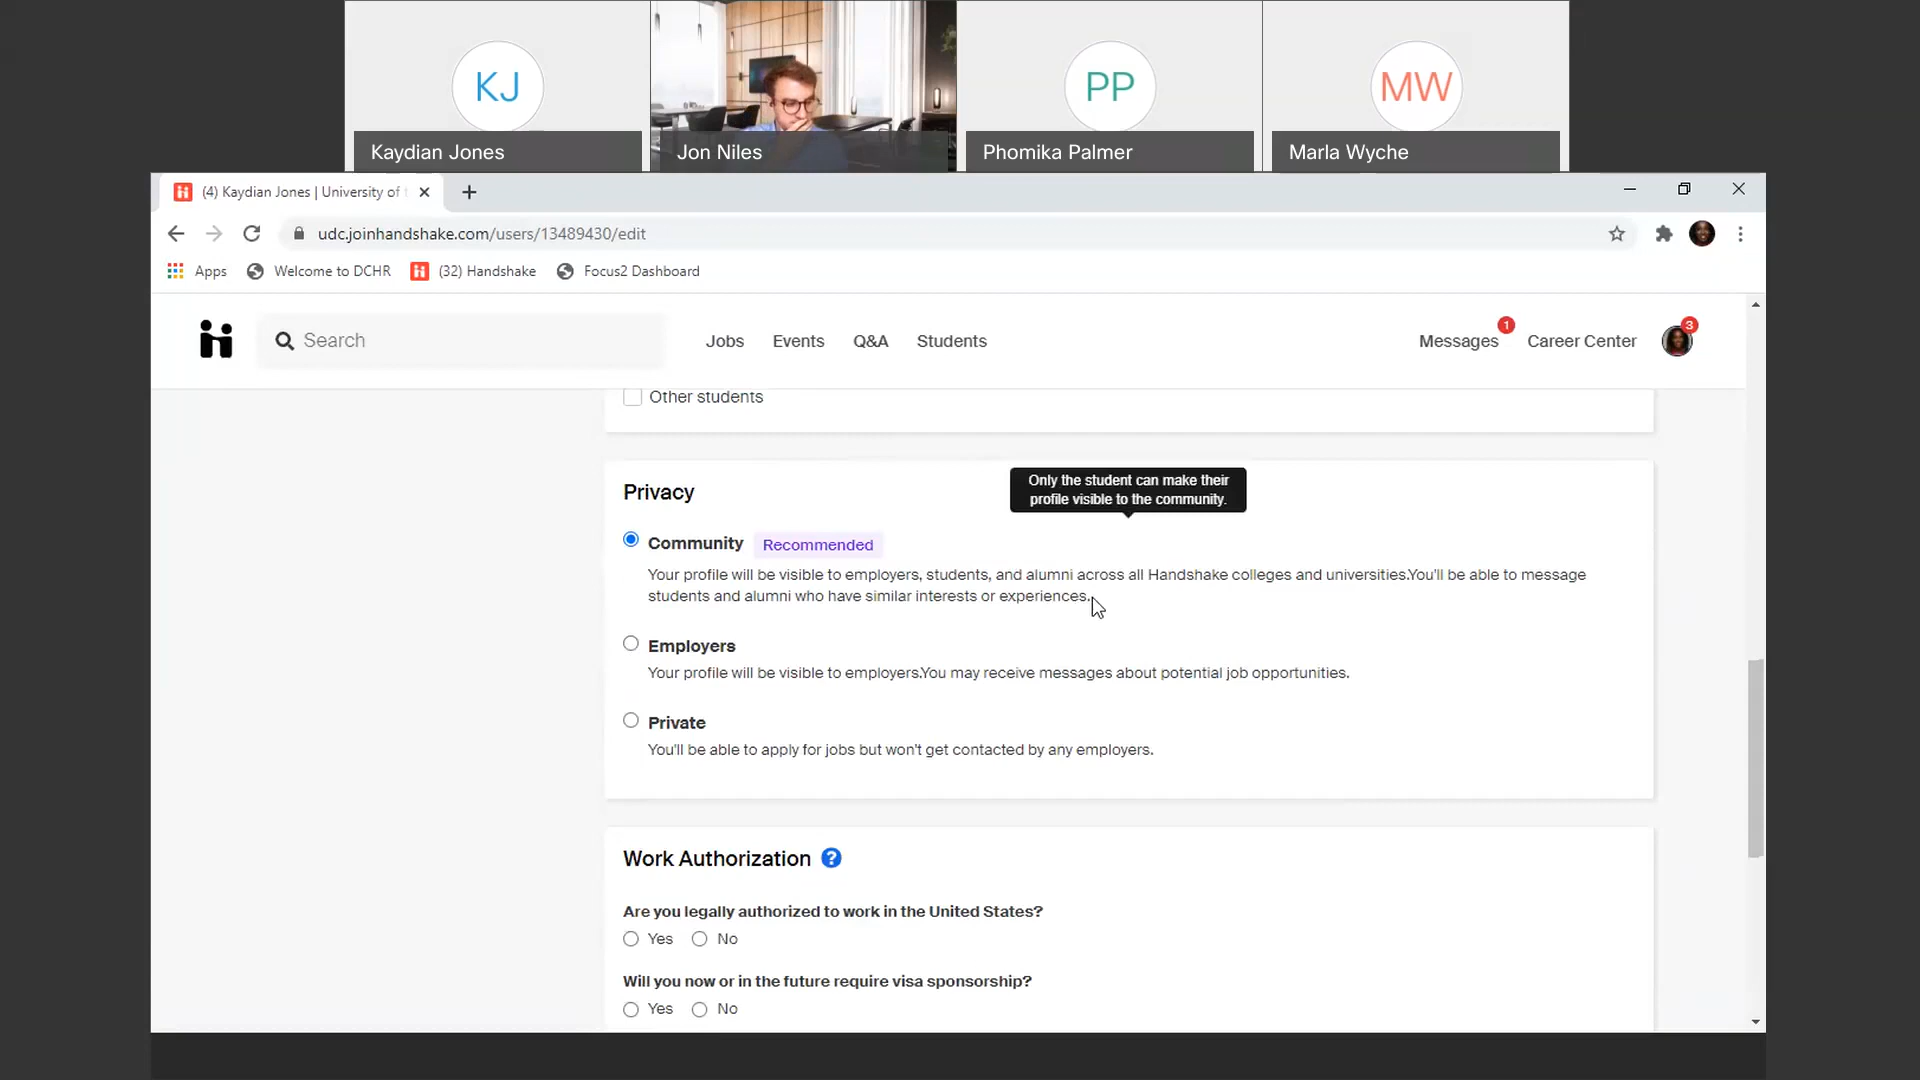 KJ
PP
MW
Kaydian Jones
Jon Niles
Phomika Palmer
Marla Wyche
(4) Kaydian Jones | University of
udc.joinhandshake.com/users/13489430/edit
Apps
Welcome to DCHR
(32) Handshake
Focus2 Dashboard
Search
Jobs
Events
Q&A
Students
Messages
1
Career Center
3
Other students
Privacy
Only the student can make their
profile visible to the community.
Community
Recommended
Your profile will be visible to employers, students, and alumni across all Handshake colleges and universities.You'll be able to message
students and alumni who have similar interests or experiences.
Employers
Your profile will be visible to employers.You may receive messages about potential job opportunities.
Private
You'll be able to apply for jobs but won't get contacted by any employers.
Work Authorization ?
Are you legally authorized to work in the United States?
Yes No
Will you now or in the future require visa sponsorship?
Yes No